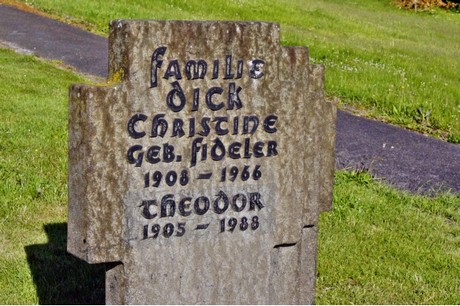 Familie
Dick
Christine
geb. Fideler
1908 – 1966
Theodor
1905 – 1988